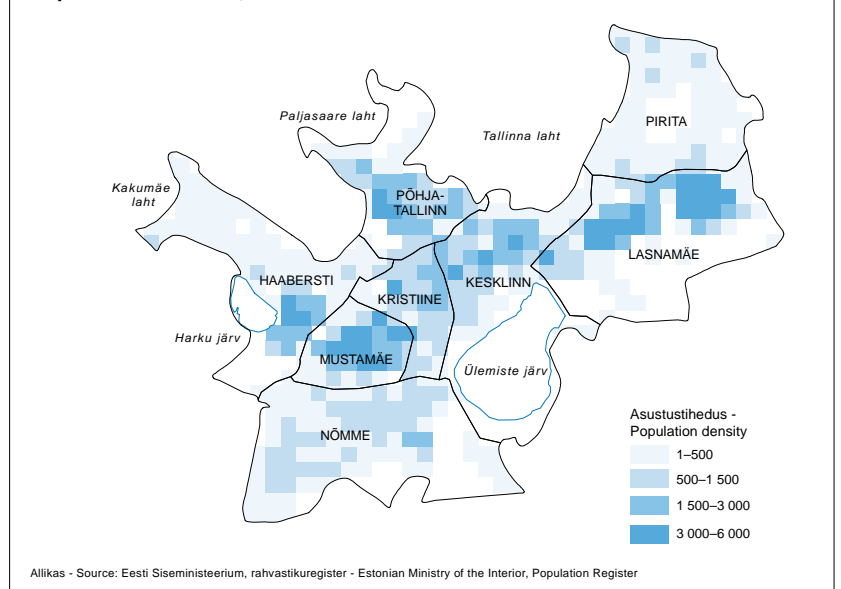 Paljasaare laht
Tallinna laht
PIRITA
Kakumäe
laht
PÕHJA-
TALLINN
LASNAMÄE
HAABERSTI
KESKLINN
KRISTIINE
Harku järv
MUSTAMÄE
Ülemiste järv
NÕMME
Asustustihedus -
Population density
1–500
500–1 500
1 500–3 000
3 000–6 000
Allikas - Source: Eesti Siseministeerium, rahvastikuregister - Estonian Ministry of the Interior, Population Register